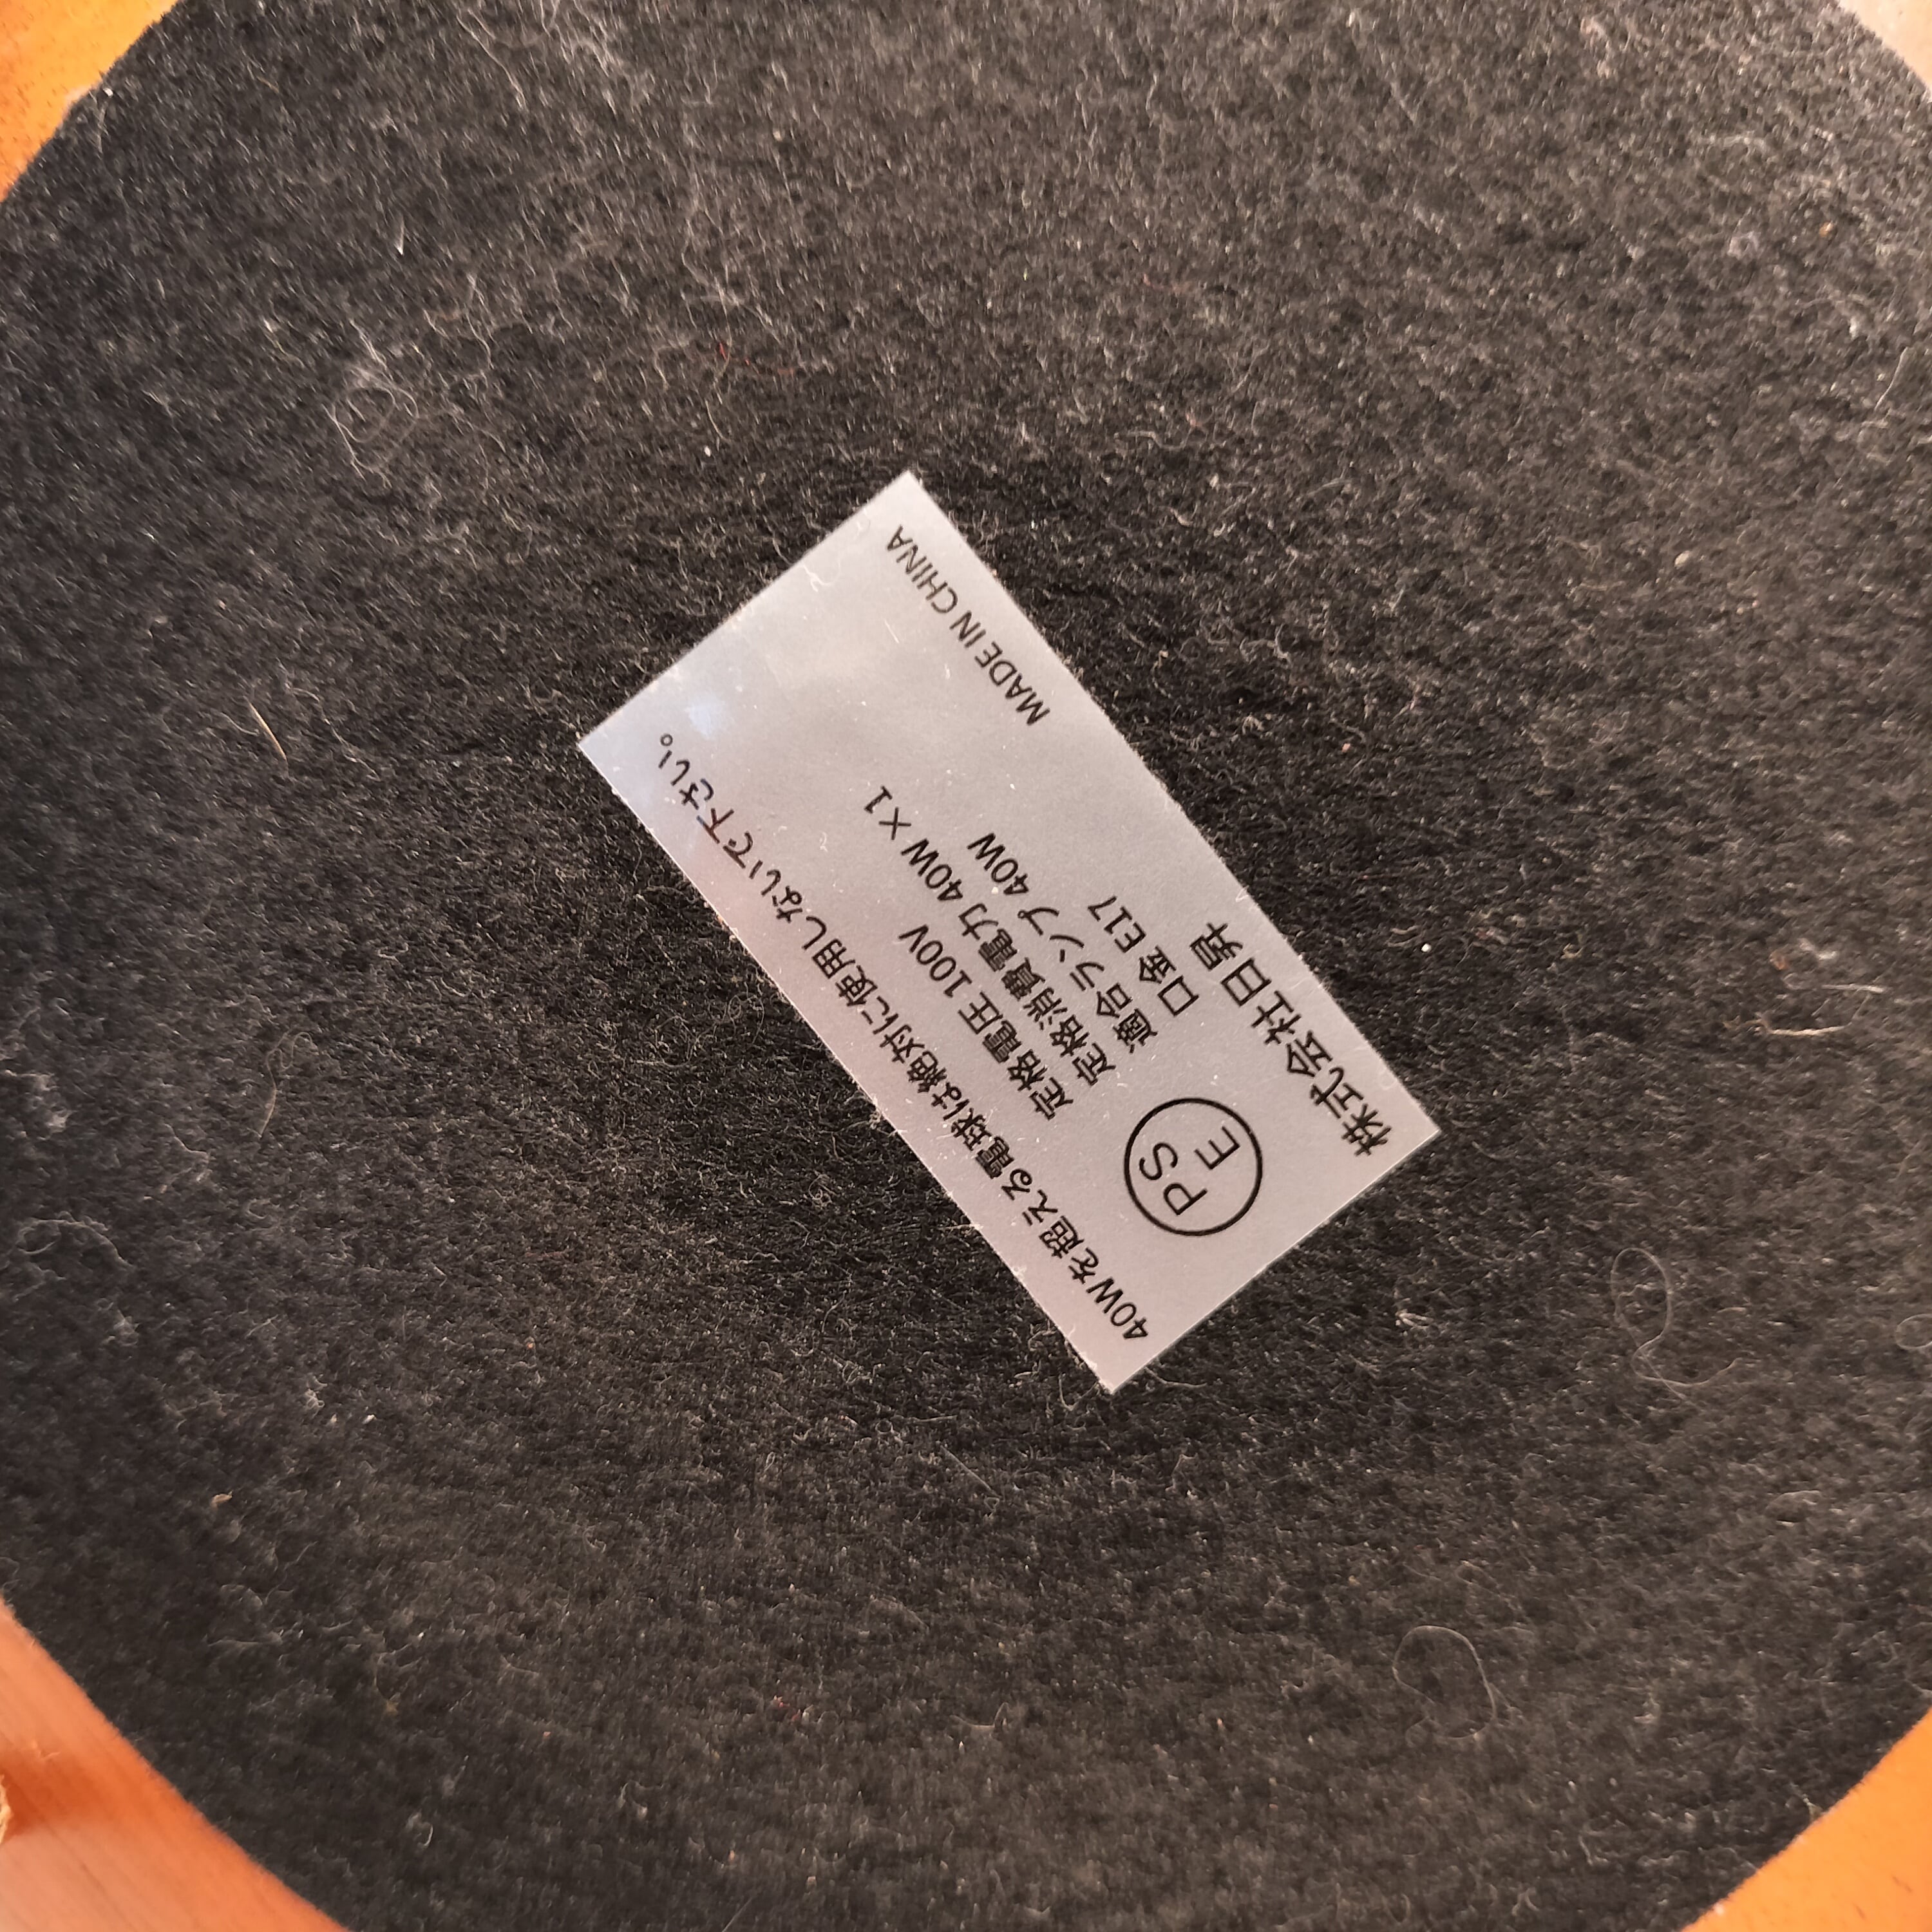 40Wを超える電球は絶対に使用しないで下さい。
定格電圧 100V
定格消費電力 40W×1
適合ランプ 40W
口金 E17
PS
E
株式会社日昇
MADE IN CHINA